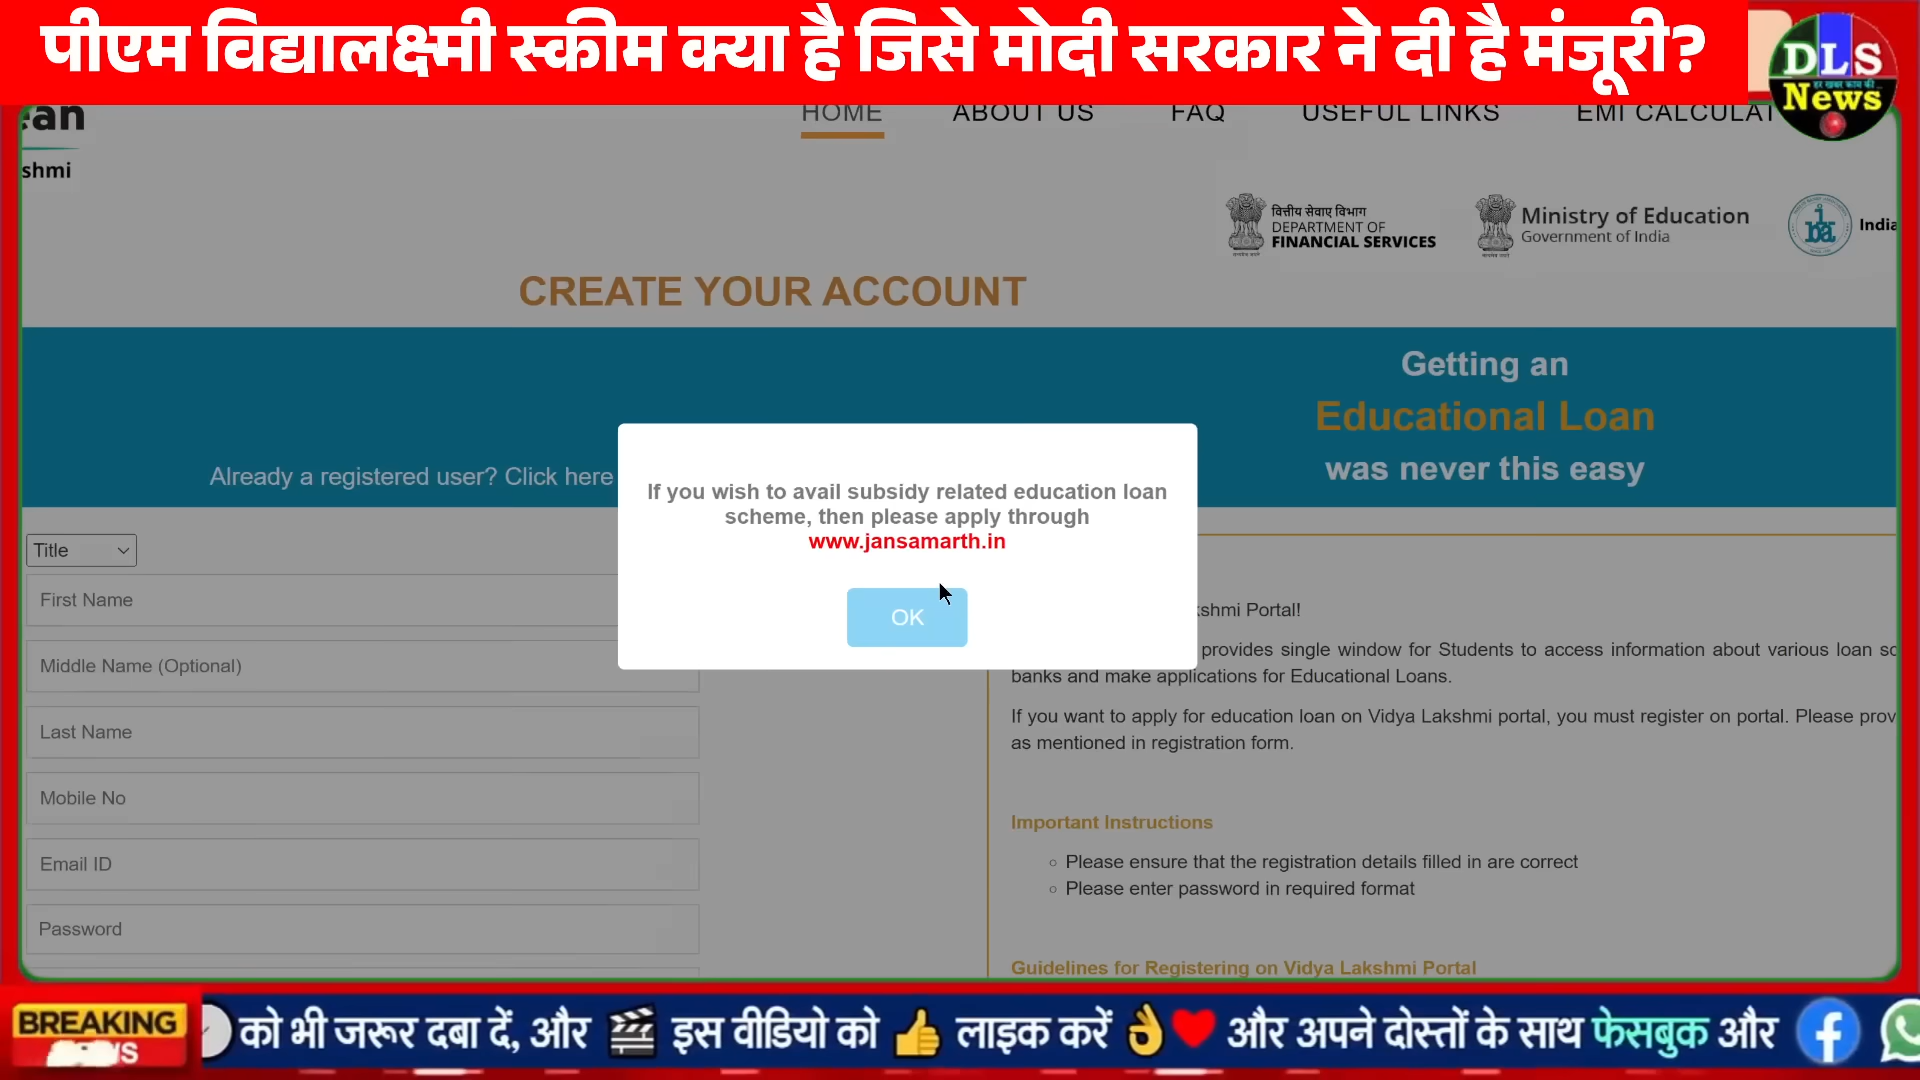 पीएम विद्यालक्ष्मी स्कीम क्या है जिसे मोदी सरकार ने दी है मंजूरी?
DLS
हर खबर काम की
News
ean
HOME ABOUT US FAQ USEFUL LINKS EMI CALCULAT
shmi
वित्तीय सेवाएं विभाग
DEPARTMENT OF
FINANCIAL SERVICES
Ministry of Education
Government of India
iba
India
CREATE YOUR ACCOUNT
Getting an
Educational Loan
was never this easy
Already a registered user? Click here
If you wish to avail subsidy related education loan
scheme, then please apply through
www.jansamarth.in
OK
Title
First Name
Middle Name (Optional)
Last Name
Mobile No
Email ID
Password
kshmi Portal!
provides single window for Students to access information about various loan sc
banks and make applications for Educational Loans.
If you want to apply for education loan on Vidya Lakshmi portal, you must register on portal. Please prov
as mentioned in registration form.
Important Instructions
Please ensure that the registration details filled in are correct
Please enter password in required format
Guidelines for Registering on Vidya Lakshmi Portal
BREAKING
को भी जरूर दबा दें, और 🎬 इस वीडियो को 👍 लाइक करें 👌❤️ और अपने दोस्तों के साथ फेसबुक और